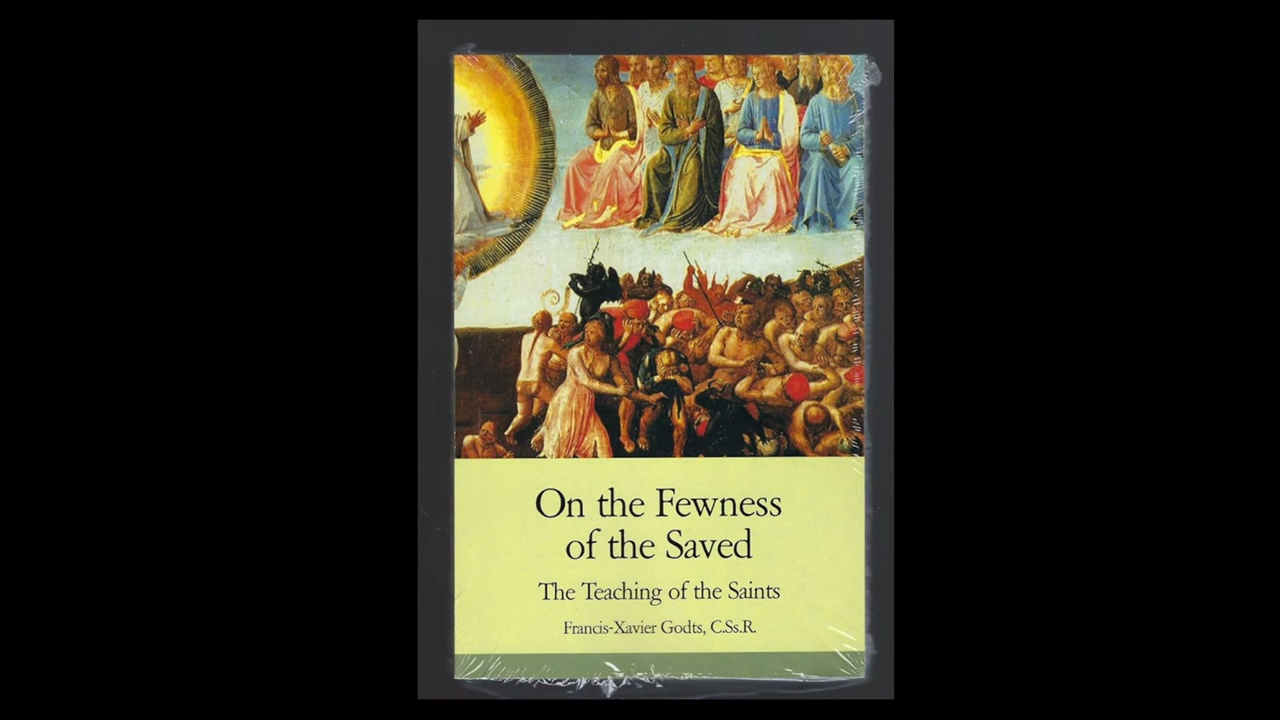 On the Fewness
of the Saved
The Teaching of the Saints
Francis-Xavier Godts, C.Ss.R.